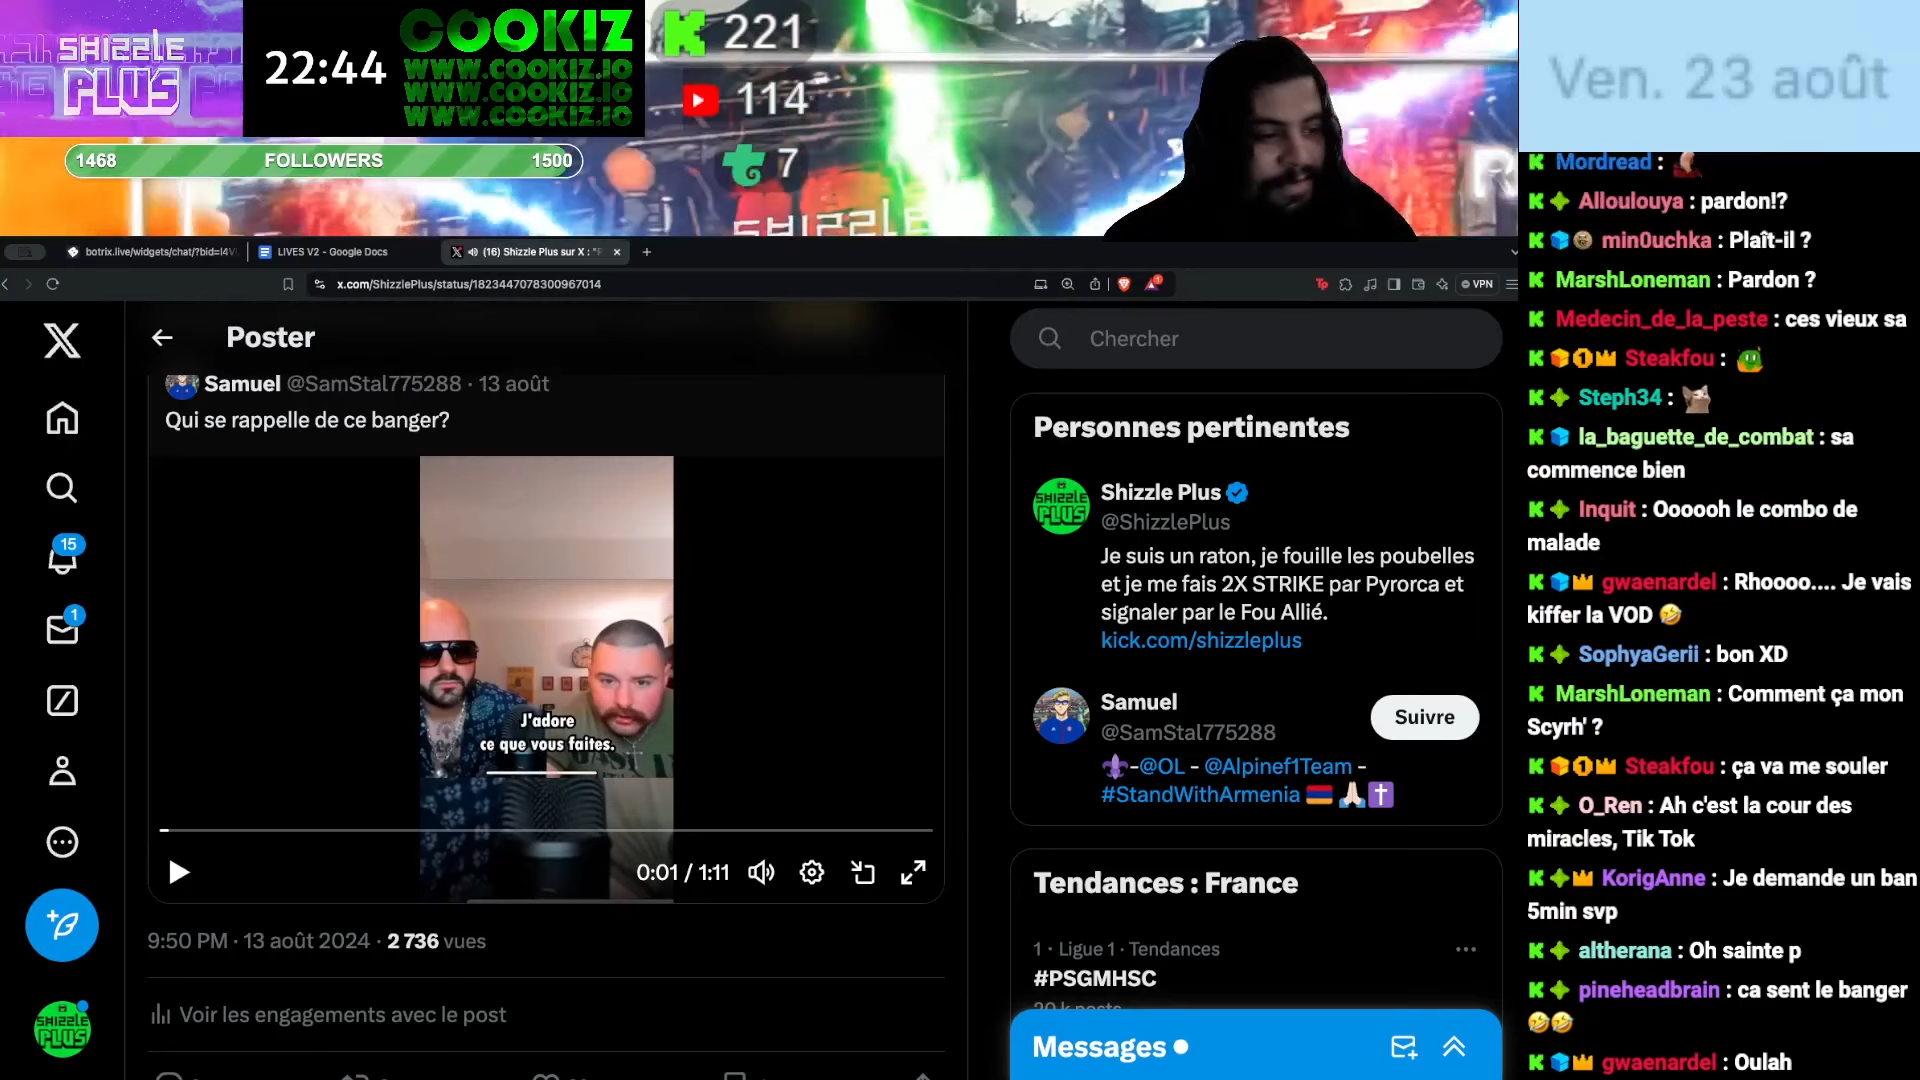 SHIZZLE
PLUS
22:44
COOKIZ
WWW.COOKIZ.IO
WWW.COOKIZ.IO
WWW.COOKIZ.IO
221
114
7
1468 FOLLOWERS 1500
SHIZZL
Ven. 23 août
botrix.live/widgets/chat/?bid=I4V
LIVES V2 - Google Docs
(16) Shizzle Plus sur X : "F
x.com/ShizzlePlus/status/1823447078300967014
VPN
Poster
Samuel @SamStal775288 · 13 août
Qui se rappelle de ce banger?
J'adore
ce que vous faites.
0:01 / 1:11
9:50 PM · 13 août 2024 · 2 736 vues
Voir les engagements avec le post
15
1
SHIZZLE
PLUS
Chercher
Personnes pertinentes
SHIZZLE
PLUS
Shizzle Plus
@ShizzlePlus
Je suis un raton, je fouille les poubelles
et je me fais 2X STRIKE par Pyrorca et
signaler par le Fou Allié.
kick.com/shizzleplus
Samuel
@SamStal775288
Suivre
-@OL - @Alpinef1Team -
#StandWithArmenia
Tendances : France
1 · Ligue 1 · Tendances
#PSGMHSC
20 k posts
Messages
Mordread :
Alloulouya : pardon!?
min0uchka : Plaît-il ?
MarshLoneman : Pardon ?
Medecin_de_la_peste : ces vieux sa
Steakfou :
Steph34 :
la_baguette_de_combat : sa
commence bien
Inquit : Oooooh le combo de
malade
gwaenardel : Rhoooo.... Je vais
kiffer la VOD 🤣
SophyaGerii : bon XD
MarshLoneman : Comment ça mon
Scyrh' ?
Steakfou : ça va me souler
O_Ren : Ah c'est la cour des
miracles, Tik Tok
KorigAnne : Je demande un ban
5min svp
altherana : Oh sainte p
pineheadbrain : ca sent le banger
🤣🤣
gwaenardel : Oulah